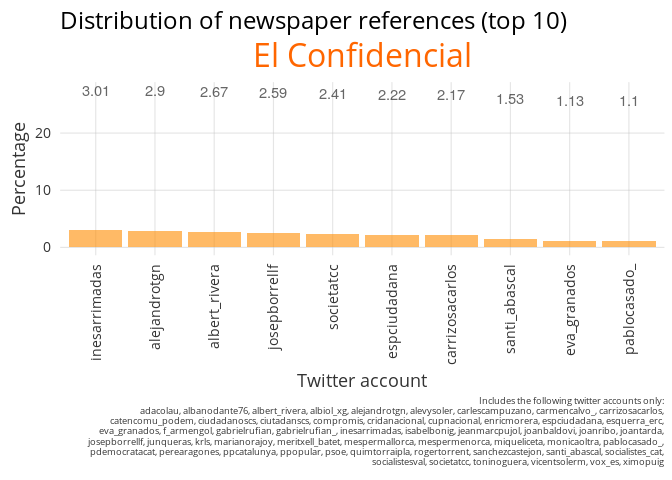 Distribution of newspaper references (top 10)
El Confidencial
3.01 2.9 2.67 2.59 2.41 2.22 2.17 1.53 1.13 1.1
Percentage
20
10
0
inesarrimadas alejandrotgn albert_rivera josepborrellf societatcc espciudadana carrizosacarlos santi_abascal eva_granados pablocasado_
Twitter account
Includes the following twitter accounts only:
adacolau, albanodante76, albert_rivera, albiol_xg, alejandrotgn, alevysoler, carlescampuzano, carmencalvo_, carrizosacarlos,
catencomu_podem, ciudadanoscs, ciutadanscs, compromis, cridanacional, cupnacional, enricmorera, espciudadana, esquerra_erc,
eva_granados, f_armengol, gabrielrufian, gabrielrufian_, inesarrimadas, isabelbonig, jeanmarcpujol, joanbaldovi, joanribo, joantarda,
josepborrellf, junqueras, krls, marianorajoy, meritxell_batet, mespermallorca, mespermenorca, miqueliceta, monicaoltra, pablocasado_,
pdemocratacat, perearagones, ppcatalunya, ppopular, psoe, quimtorraipla, rogertorrent, sanchezcastejon, santi_abascal, socialistes_cat,
socialistesval, societatcc, toninoguera, vicentsolerm, vox_es, ximopuig